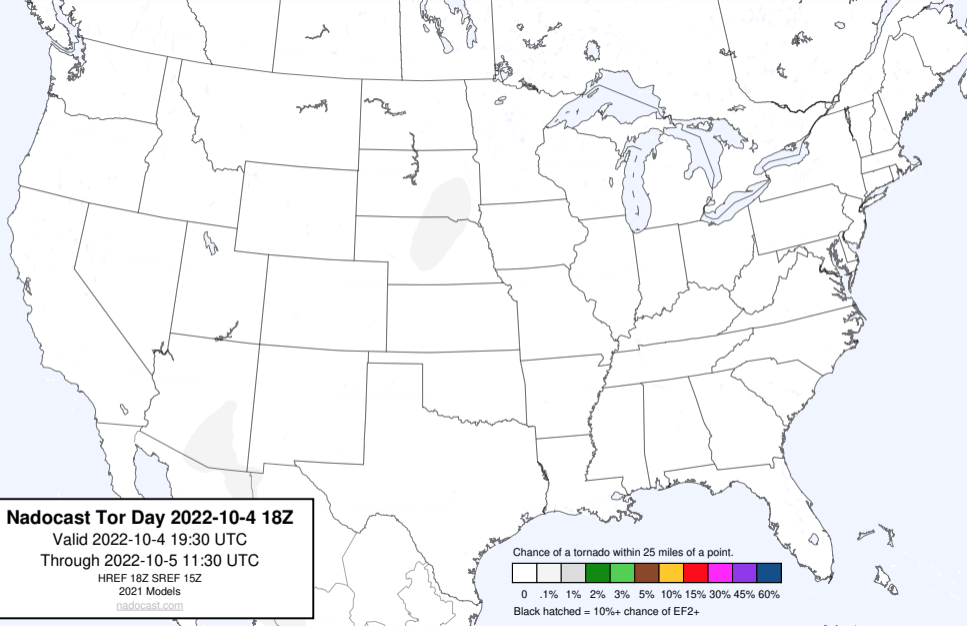 Nadocast Tor Day 2022-10-4 18Z
Valid 2022-10-4 19:30 UTC
Through 2022-10-5 11:30 UTC
HREF 18Z SREF 15Z
2021 Models
nadocast.com
Chance of a tornado within 25 miles of a point.
0 .1% 1% 2% 3% 5% 10% 15% 30% 45% 60%
Black hatched = 10%+ chance of EF2+